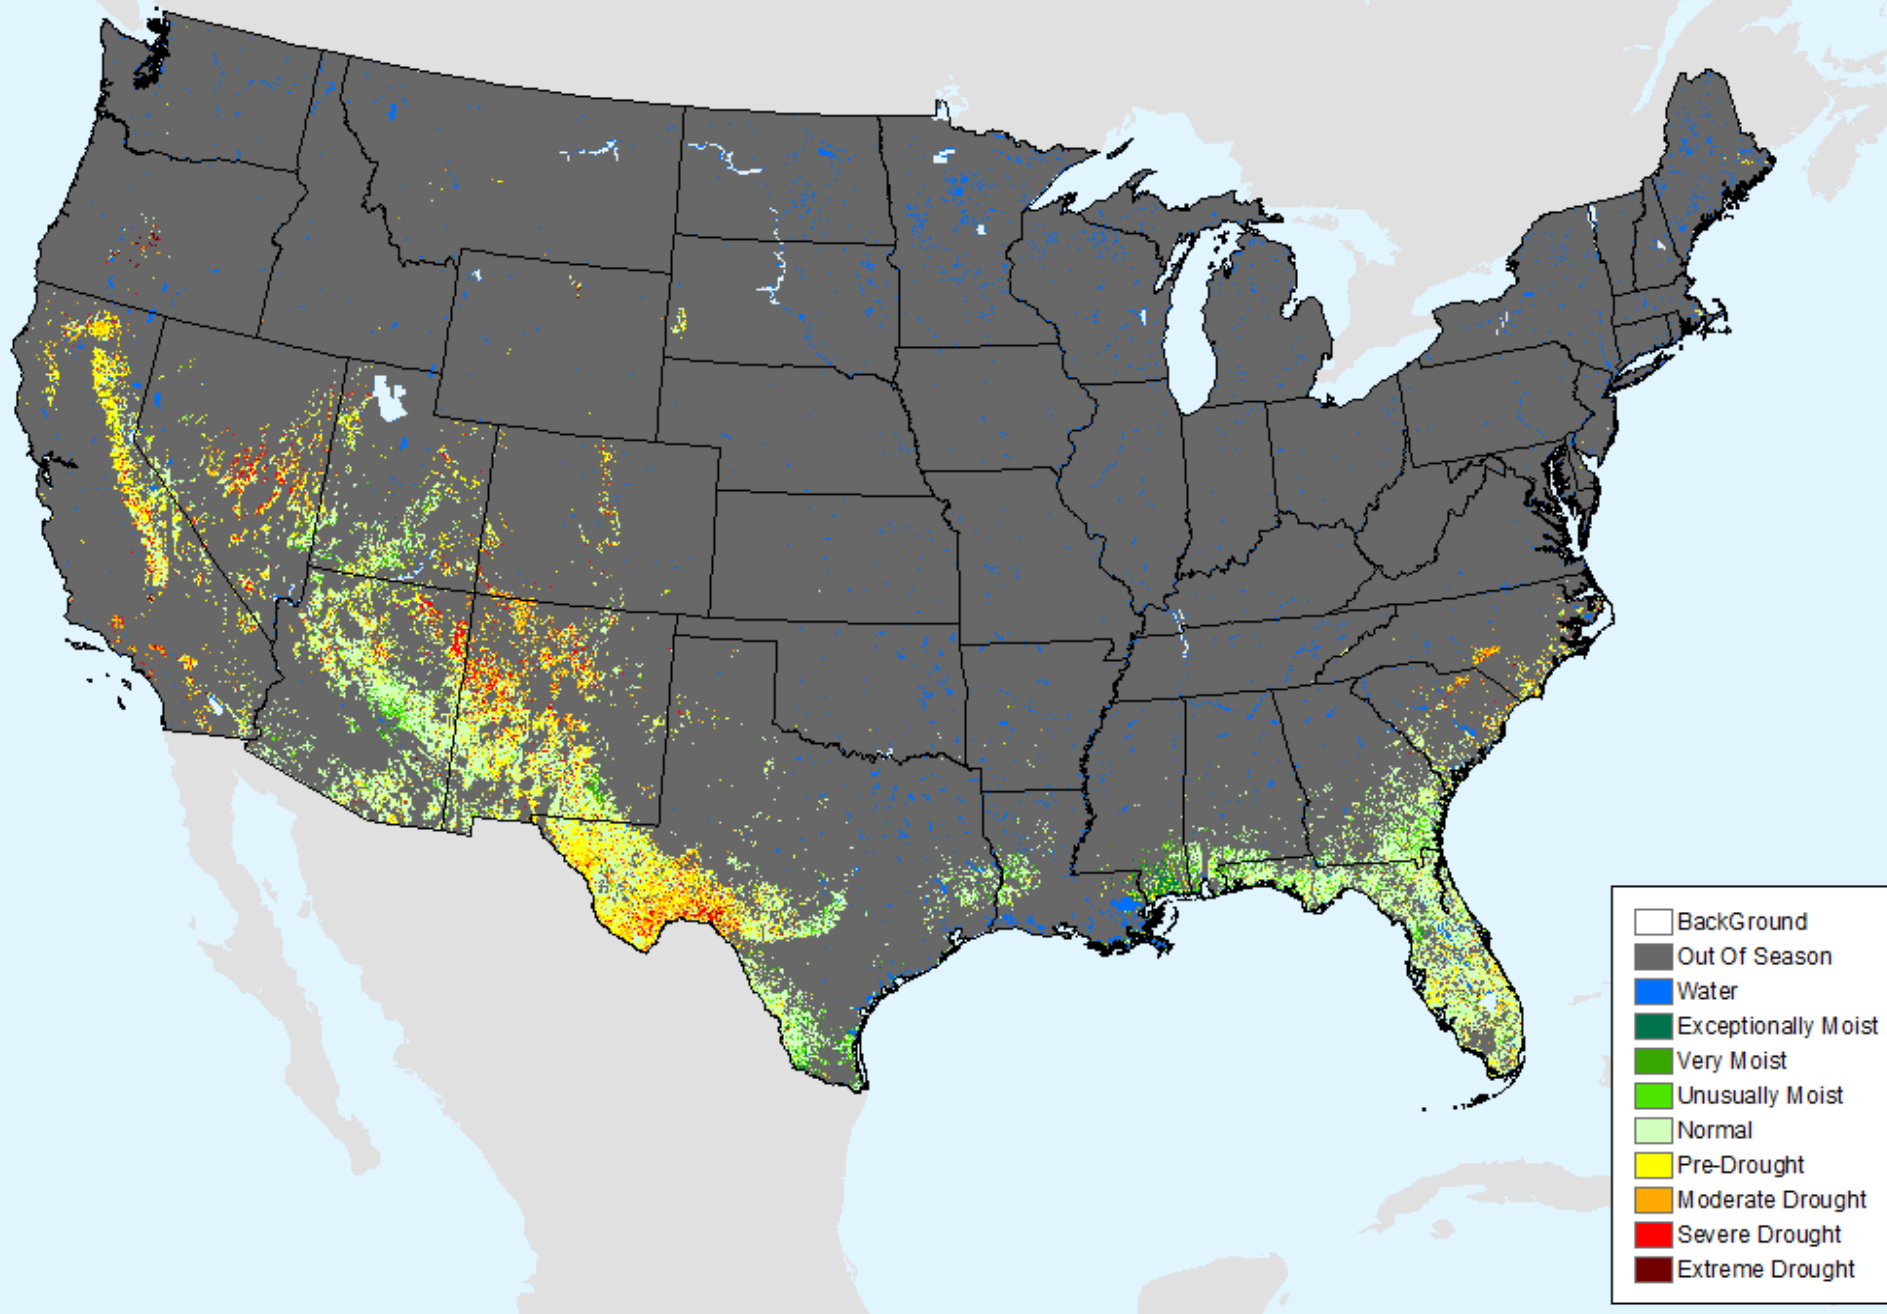 BackGround
Out Of Season
Water
Exceptionally Moist
Very Moist
Unusually Moist
Normal
Pre-Drought
Moderate Drought
Severe Drought
Extreme Drought